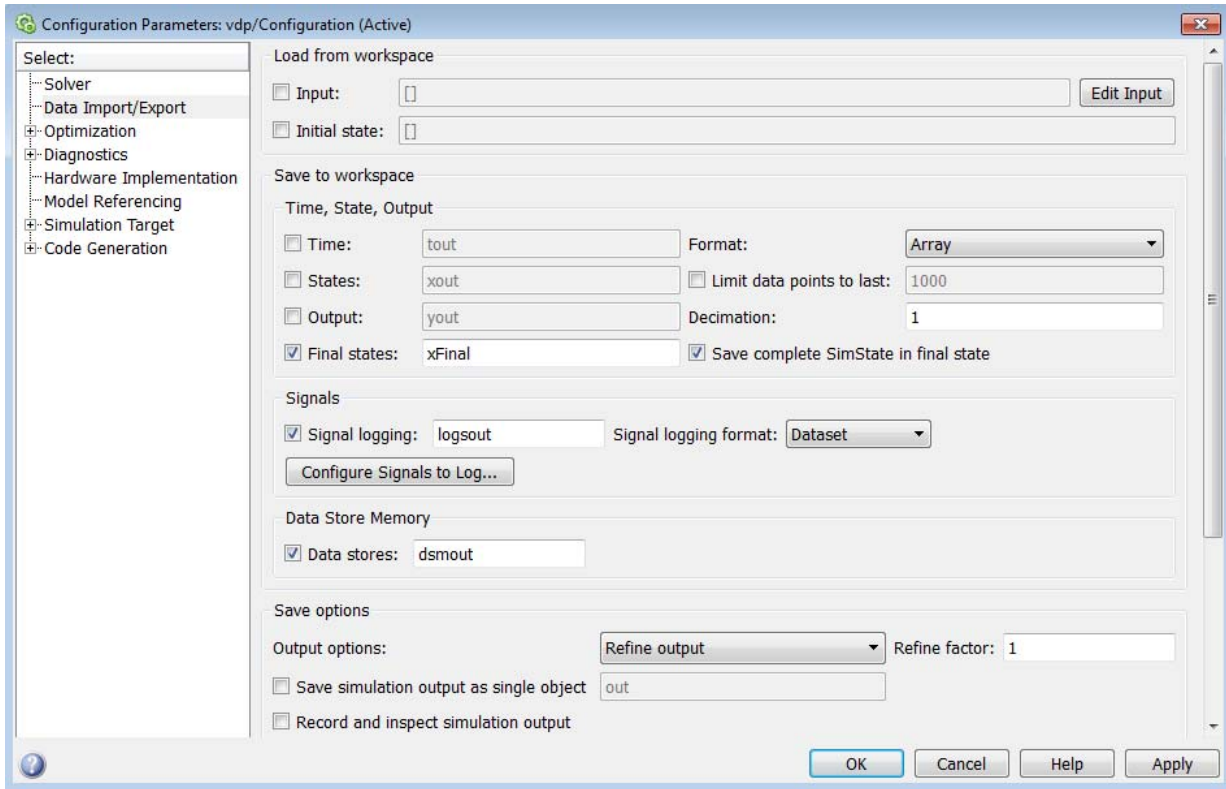 Configuration Parameters: vdp/Configuration (Active)
Select:
Solver
Data Import/Export
Optimization
Diagnostics
Hardware Implementation
Model Referencing
Simulation Target
Code Generation
Load from workspace
Input: [] Edit Input
Initial state: []
Save to workspace
Time, State, Output
Time: tout Format: Array
States: xout Limit data points to last: 1000
Output: yout Decimation: 1
Final states: xFinal Save complete SimState in final state
Signals
Signal logging: logsout Signal logging format: Dataset
Configure Signals to Log...
Data Store Memory
Data stores: dsmout
Save options
Output options: Refine output Refine factor: 1
Save simulation output as single object out
Record and inspect simulation output
OK Cancel Help Apply